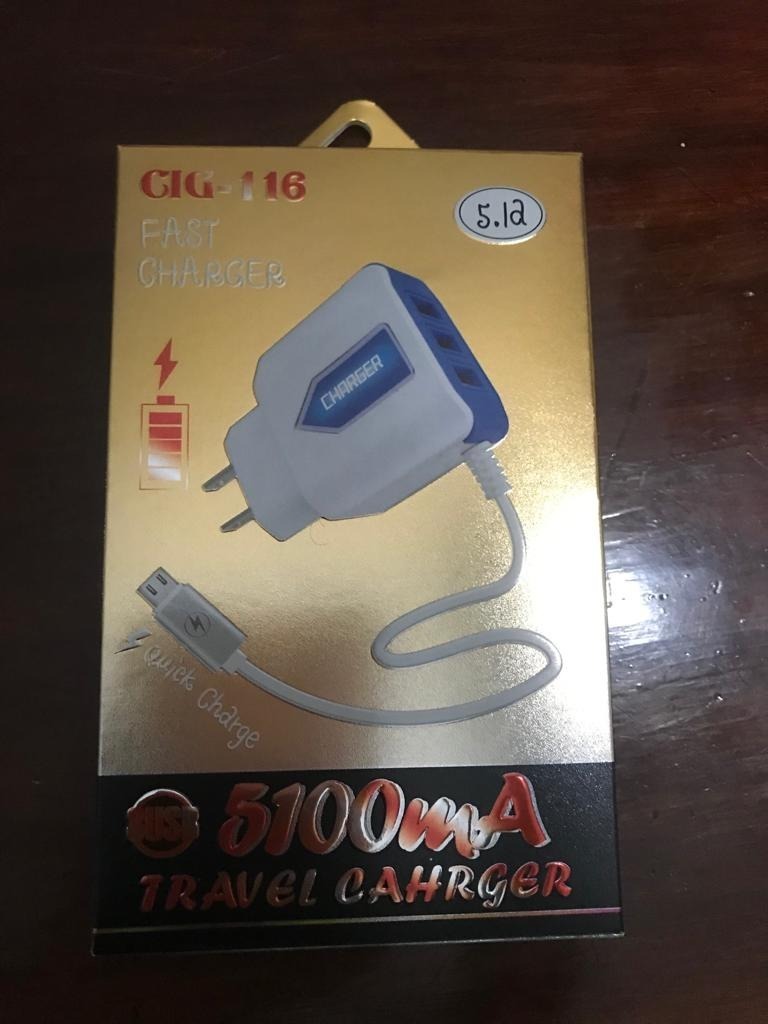 CIG-116
5.12
FAST
CHARGER
CHARGER
Quick Charge
5100mA
TRAVEL CAHRGER